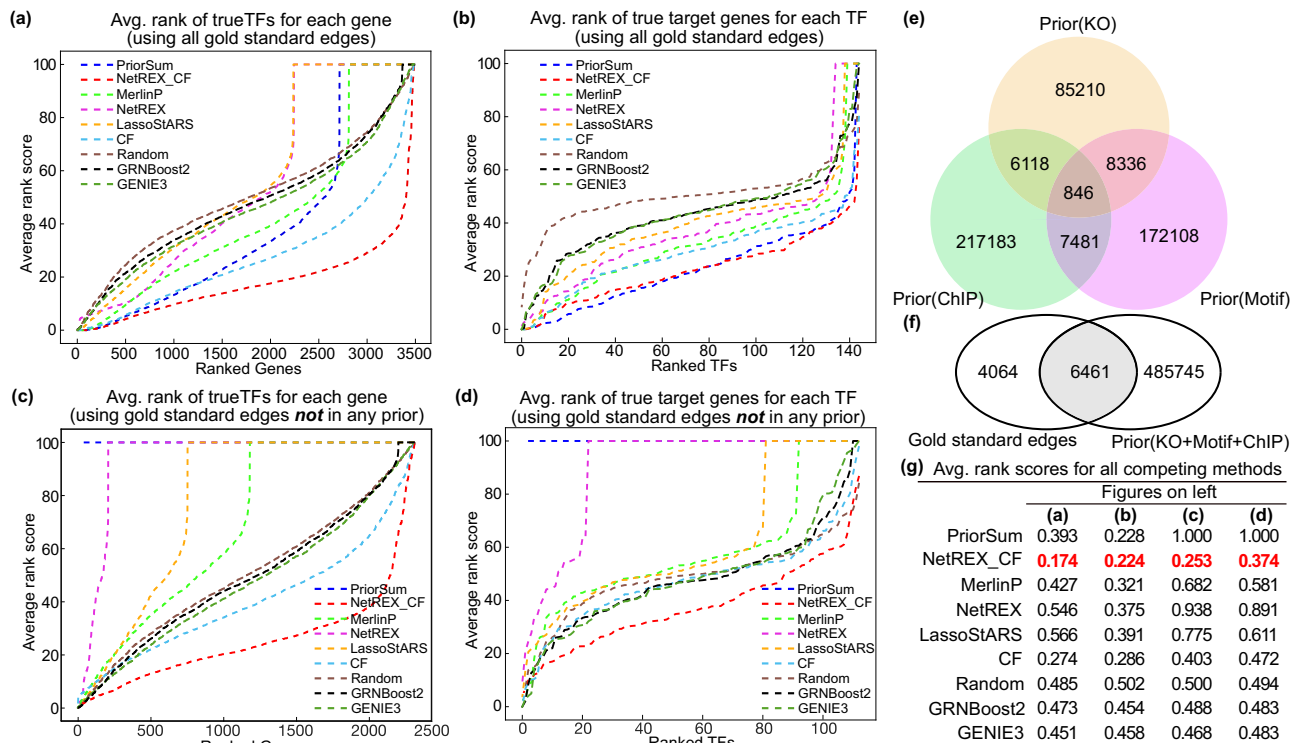 (a) Avg. rank of trueTFs for each gene
(using all gold standard edges)
100
80
60
40
20
0
Average rank score
PriorSum
NetREX_CF
MerlinP
NetREX
LassoStARS
CF
Random
GRNBoost2
GENIE3
0 500 1000 1500 2000 2500 3000 3500
Ranked Genes
(b) Avg. rank of true target genes for each TF
(using all gold standard edges)
100
80
60
40
20
0
Average rank score
PriorSum
NetREX_CF
MerlinP
NetREX
LassoStARS
CF
Random
GRNBoost2
GENIE3
0 20 40 60 80 100 120 140
Ranked TFs
(c) Avg. rank of trueTFs for each gene
(using gold standard edges not in any prior)
100
80
60
40
20
0
Average rank score
PriorSum
NetREX_CF
MerlinP
NetREX
LassoStARS
CF
Random
GRNBoost2
GENIE3
0 500 1000 1500 2000 2500
(d) Avg. rank of true target genes for each TF
(using gold standard edges not in any prior)
100
80
60
40
20
0
Average rank score
PriorSum
NetREX_CF
MerlinP
NetREX
LassoStARS
CF
Random
GRNBoost2
GENIE3
0 20 40 60 80 100
Ranked TFs
(e) Prior(KO)
85210
6118 8336
846
217183 7481 172108
Prior(ChIP) Prior(Motif)
(f)
4064 6461 485745
Gold standard edges Prior(KO+Motif+ChIP)
(g) Avg. rank scores for all competing methods
Figures on left
(a) (b) (c) (d)
PriorSum 0.393 0.228 1.000 1.000
NetREX_CF 0.174 0.224 0.253 0.374
MerlinP 0.427 0.321 0.682 0.581
NetREX 0.546 0.375 0.938 0.891
LassoStARS 0.566 0.391 0.775 0.611
CF 0.274 0.286 0.403 0.472
Random 0.485 0.502 0.500 0.494
GRNBoost2 0.473 0.454 0.488 0.483
GENIE3 0.451 0.458 0.468 0.483